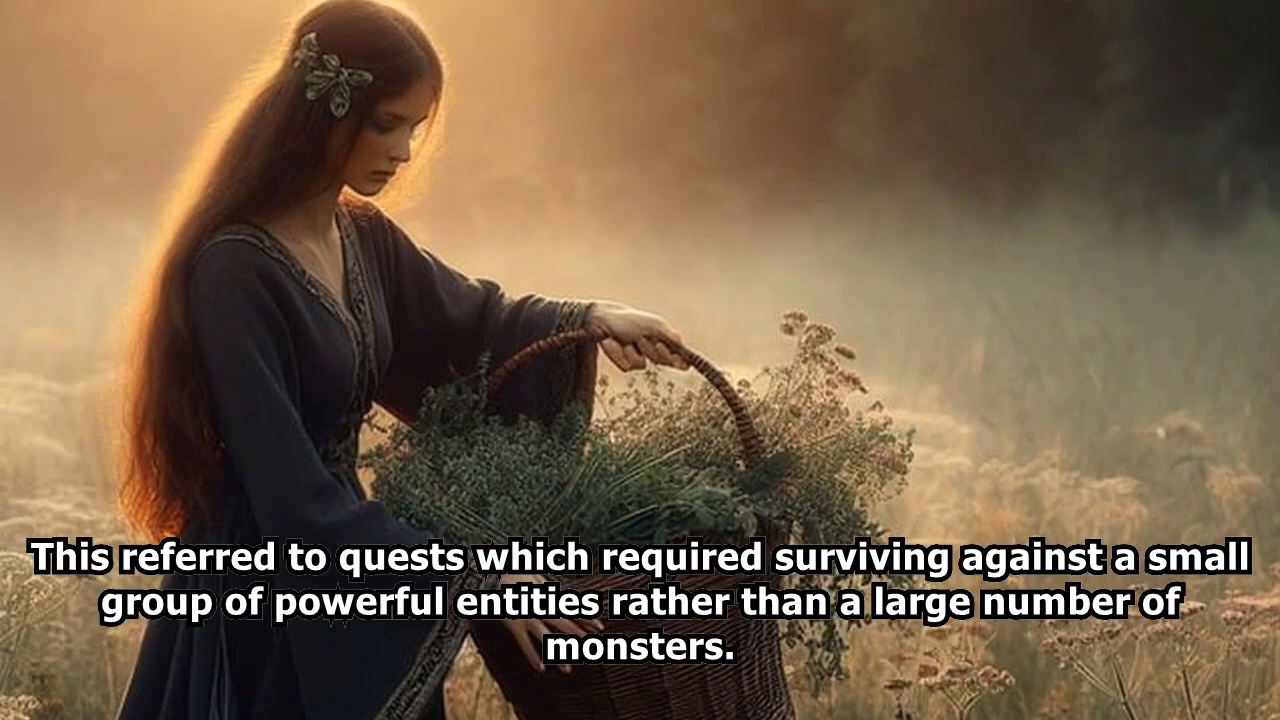 This referred to quests which required surviving against a small
group of powerful entities rather than a large number of
monsters.